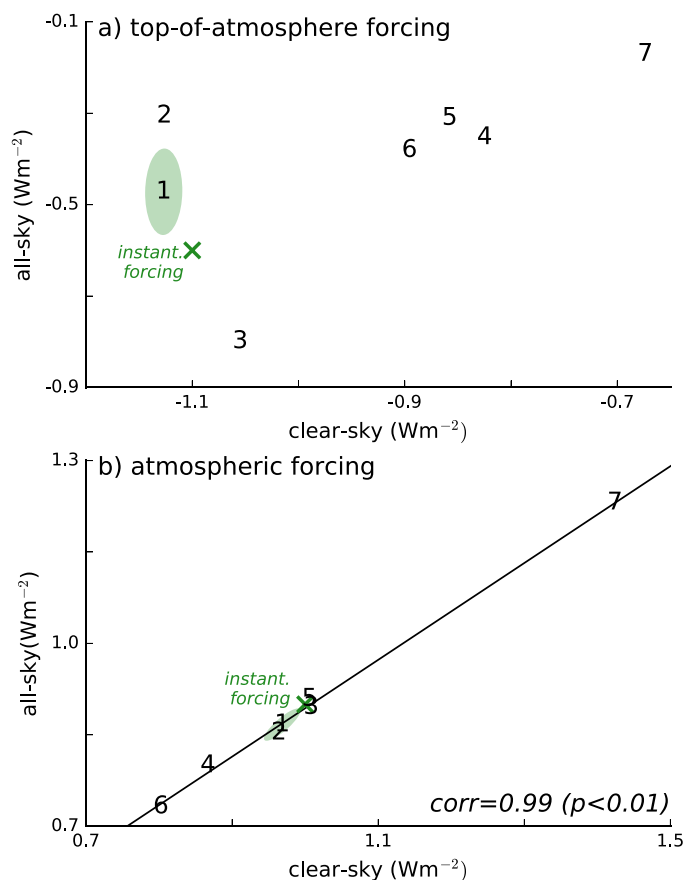 -0.1
a) top-of-atmosphere forcing
7
2
5
4
6
all-sky (Wm⁻²)
-0.5
1
instant.
forcing
3
-0.9
-1.1
-0.9
-0.7
clear-sky (Wm⁻²)
1.3
b) atmospheric forcing
7
all-sky(Wm⁻²)
1.0
instant.
forcing
5
3
1
2
4
6
corr=0.99 (p<0.01)
0.7
0.7
1.1
1.5
clear-sky (Wm⁻²)